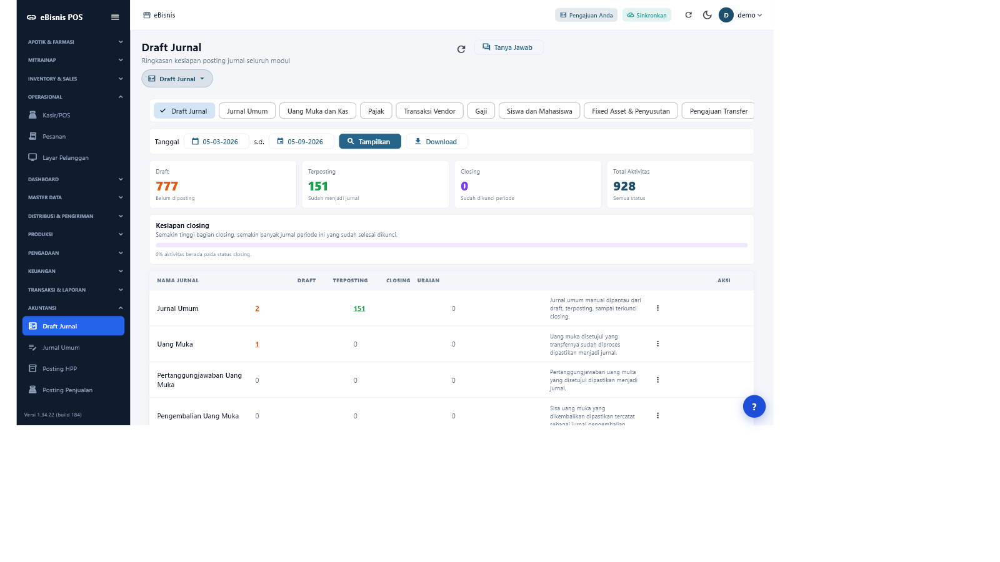 eBisnis POS
APOTIK & FARMASI
MITRAINAP
INVENTORY & SALES
OPERASIONAL
Kasir/POS
Pesanan
Layar Pelanggan
DASHBOARD
MASTER DATA
DISTRIBUSI & PENGIRIMAN
PRODUKSI
PENGADAAN
KEUANGAN
TRANSAKSI & LAPORAN
AKUNTANSI
Draft Jurnal
Jurnal Umum
Posting HPP
Posting Penjualan
Versi 1.34.22 (build 184)
eBisnis
Pengajuan Anda
Sinkronkan
D
demo
Draft Jurnal
Ringkasan kesiapan posting jurnal seluruh modul
Tanya Jawab
Draft Jurnal
Draft Jurnal Jurnal Umum Uang Muka dan Kas Pajak Transaksi Vendor Gaji Siswa dan Mahasiswa Fixed Asset & Penyusutan Pengajuan Transfer
Tanggal 05-03-2026 s.d. 05-09-2026 Tampilkan Download
Draft
777
Belum diposting
Terposting
151
Sudah menjadi jurnal
Closing
0
Sudah dikunci periode
Total Aktivitas
928
Semua status
Kesiapan closing
Semakin tinggi bagian closing, semakin banyak jurnal periode ini yang sudah selesai dikunci.
0% aktivitas berada pada status closing.
NAMA JURNAL DRAFT TERPOSTING CLOSING URAIAN AKSI
Jurnal Umum 2 151 0
Jurnal umum manual dipantau dari
draft, terposting, sampai terkunci
closing.
Uang Muka 1 0 0
Uang muka disetujui yang
transfernya sudah diproses
dipastikan menjadi jurnal.
Pertanggungjawaban Uang
Muka
0 0 0
Pertanggungjawaban uang muka
yang disetujui dipastikan menjadi
jurnal.
Pengembalian Uang Muka 0 0 0
Sisa uang muka yang
dikembalikan dipastikan tercatat
sebagai jurnal pengembalian
?